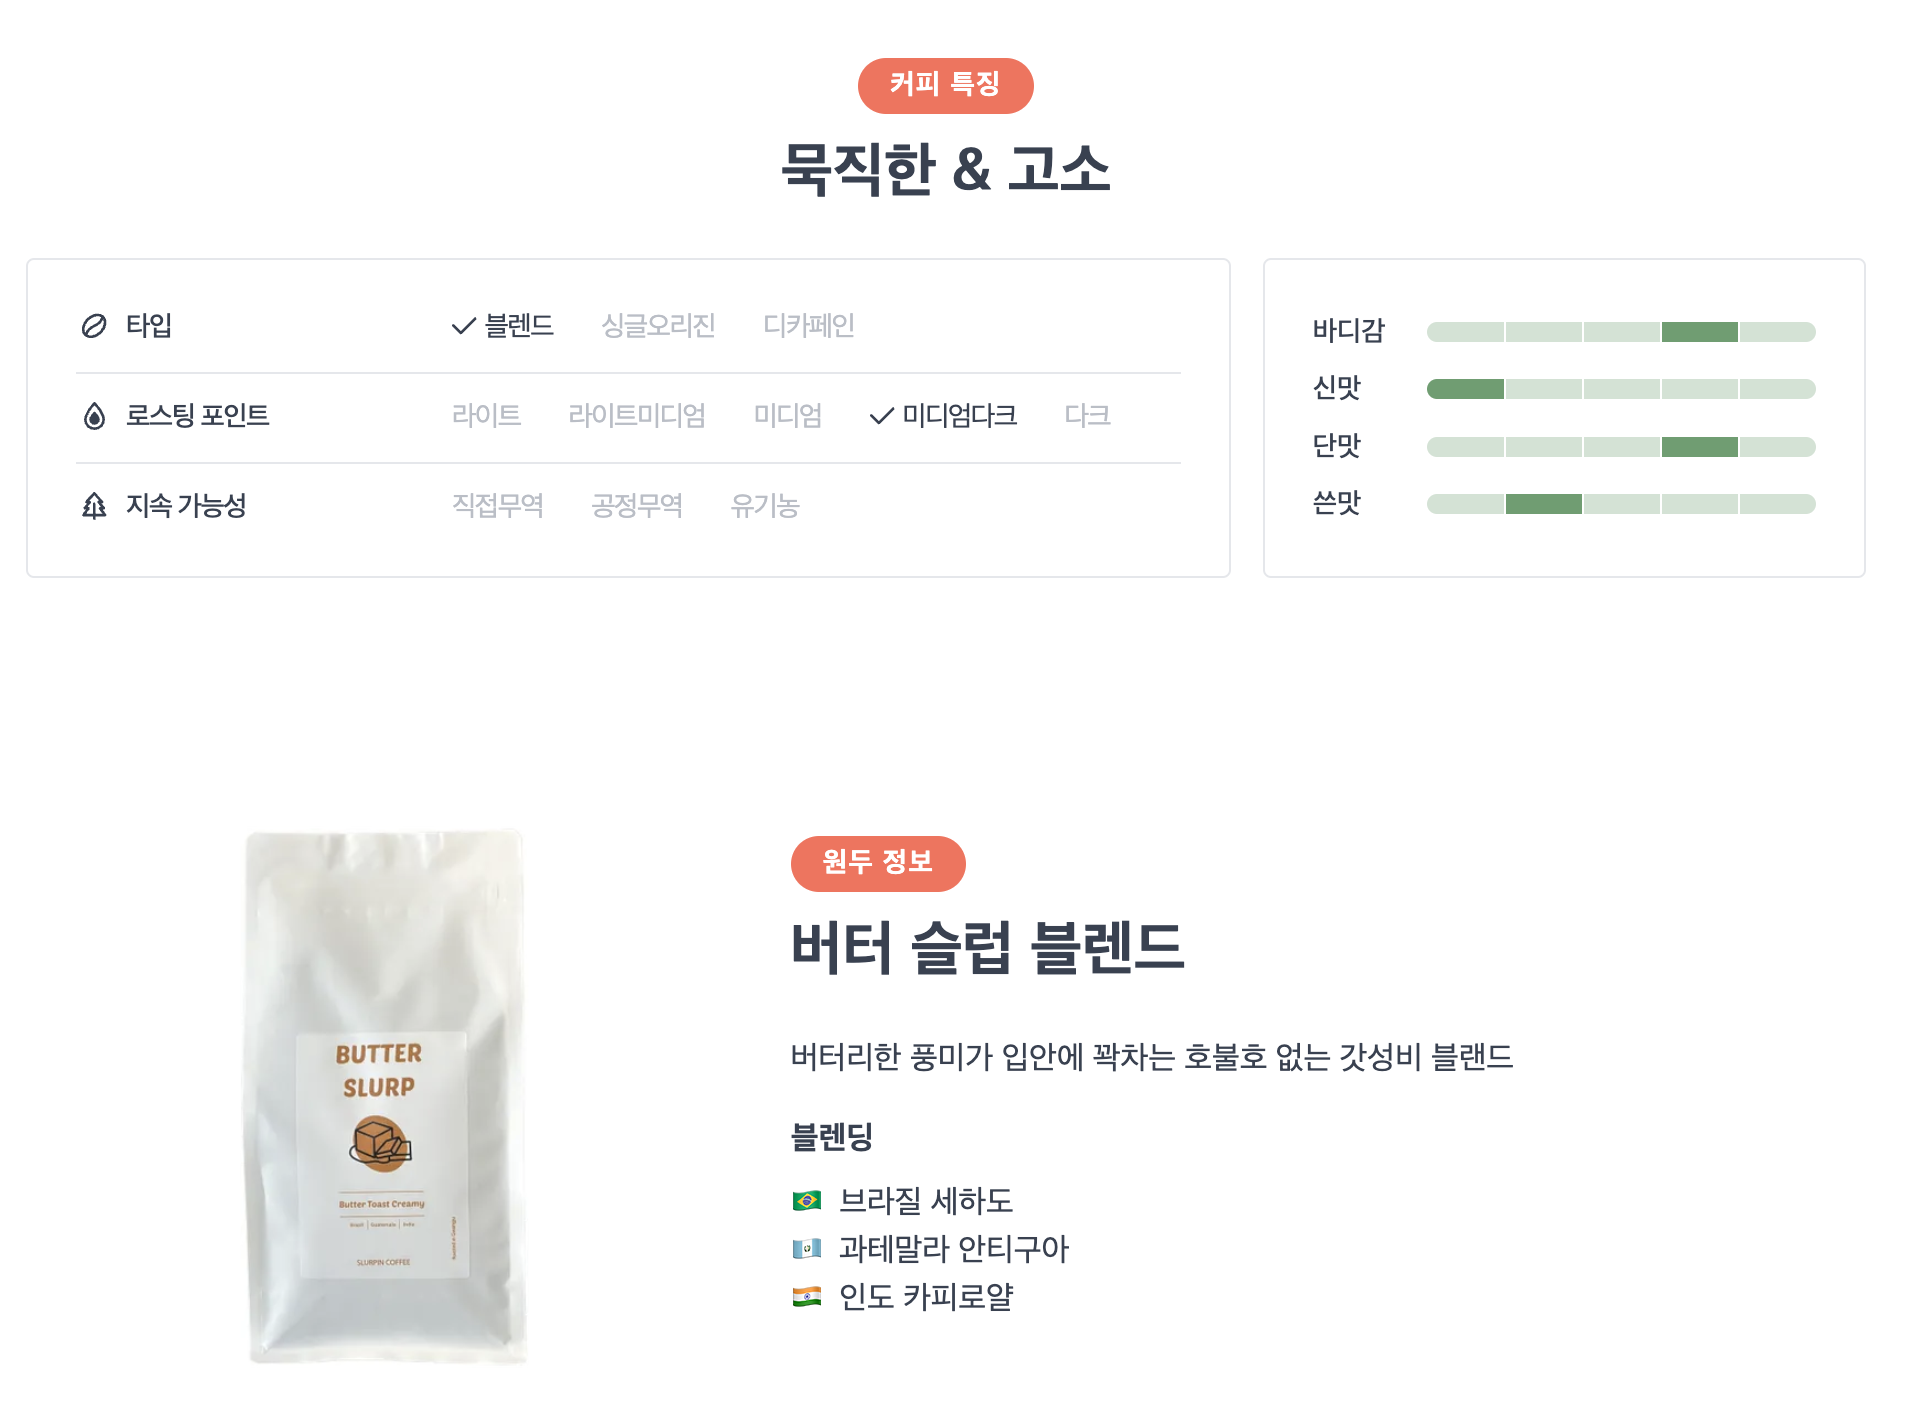 커피 특징
묵직한 & 고소
타입 블렌드 싱글오리진 디카페인
로스팅 포인트 라이트 라이트미디엄 미디엄 미디엄다크 다크
지속 가능성 직접무역 공정무역 유기농
바디감
신맛
단맛
쓴맛
원두 정보
버터 슬럽 블렌드
버터리한 풍미가 입안에 꽉차는 호불호 없는 갓성비 블랜드
블렌딩
브라질 세하도
과테말라 안티구아
인도 카피로얄
BUTTER
SLURP
Butter Toast Creamy
Brazil | Guatemala | India
SLURPIN COFFEE